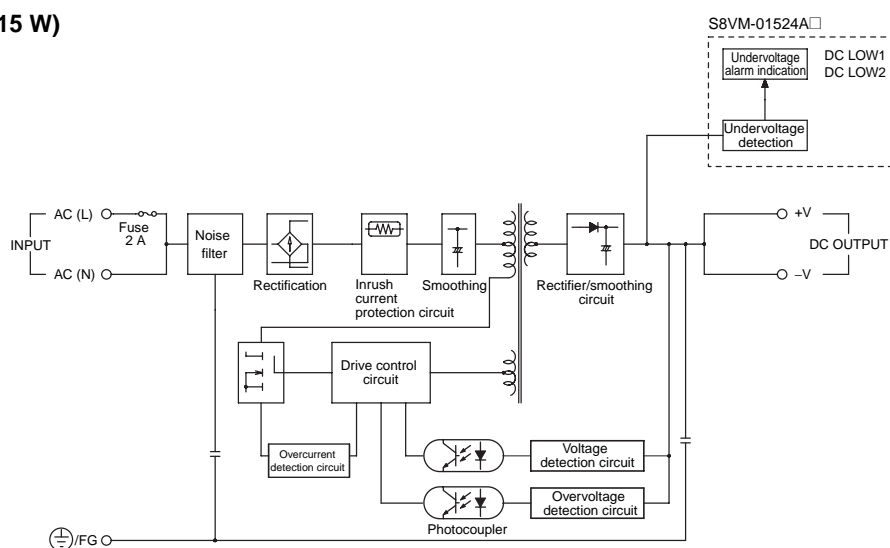 15 W)
S8VM-01524A□
Undervoltage
alarm indication
DC LOW1
DC LOW2
Undervoltage
detection
INPUT
AC (L)
Fuse
2 A
AC (N)
Noise
filter
Rectification
Inrush
current
protection circuit
Smoothing
Rectifier/smoothing
circuit
+V
DC OUTPUT
–V
Drive control
circuit
Overcurrent
detection circuit
Voltage
detection circuit
Overvoltage
detection circuit
Photocoupler
/FG